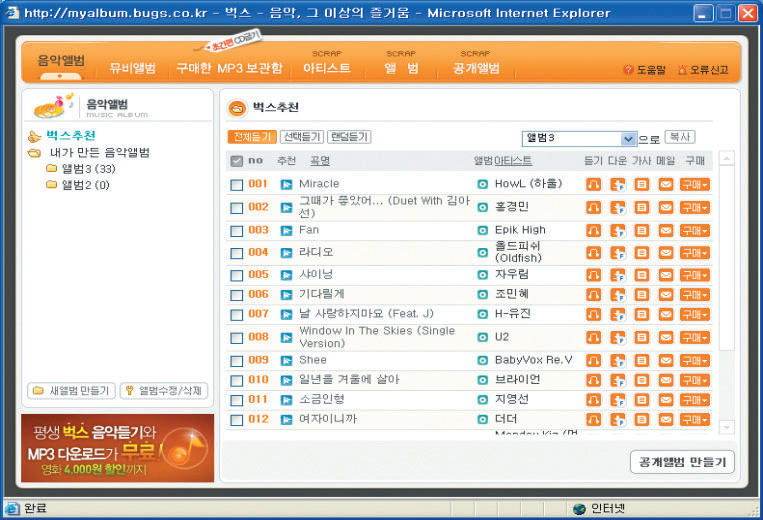 http://myalbum.bugs.co.kr - 벅스 - 음악, 그 이상의 즐거움 - Microsoft Internet Explorer
초간편 CD굽기
SCRAP SCRAP SCRAP
음악앨범 뮤비앨범 구매한 MP3 보관함 아티스트 앨 범 공개앨범 도움말 오류신고
음악앨범
MUSIC ALBUM
벅스추천
내가 만든 음악앨범
앨범3 (33)
앨범2 (0)
새앨범 만들기 앨범수정/삭제
평생 벅스 음악듣기와
MP3 다운로드가 무료!
영화 4,000원 할인까지
벅스추천
전체듣기 선택듣기 랜덤듣기 앨범3 으로 복사
no 추천 곡명 앨범 아티스트 듣기 다운 가사 메일 구매
001 Miracle HowL (하울) 구매
002 그때가 좋았어... (Duet With 김아
선) 홍경민 구매
003 Fan Epik High 구매
004 라디오 올드피쉬
(Oldfish) 구매
005 샤이닝 자우림 구매
006 기다릴게 조민혜 구매
007 날 사랑하지마요 (Feat. J) H-유진 구매
008 Window In The Skies (Single
Version) U2 구매
009 Shee BabyVox Re.V 구매
010 일년을 겨울에 살아 브라이언 구매
011 소금인형 지영선 구매
012 여자이니까 더더 구매
공개앨범 만들기
완료 인터넷